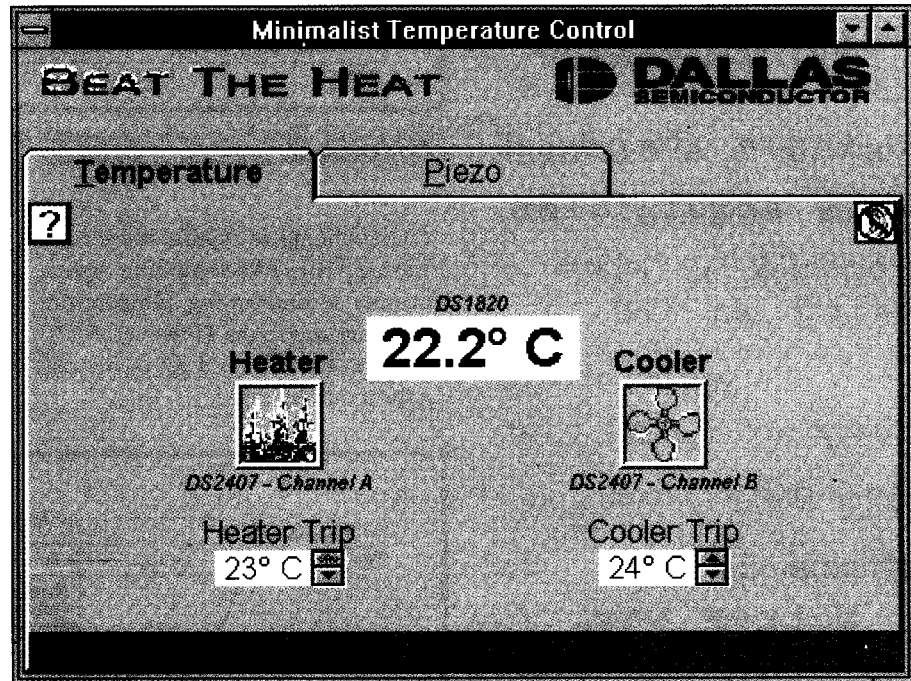 Minimalist Temperature Control
BEAT THE HEAT
DALLAS
SEMICONDUCTOR
Temperature
Piezo
?
DS1820
22.2° C
Heater
Cooler
DS2407 - Channel A
DS2407 - Channel B
Heater Trip
Cooler Trip
23° C
24° C